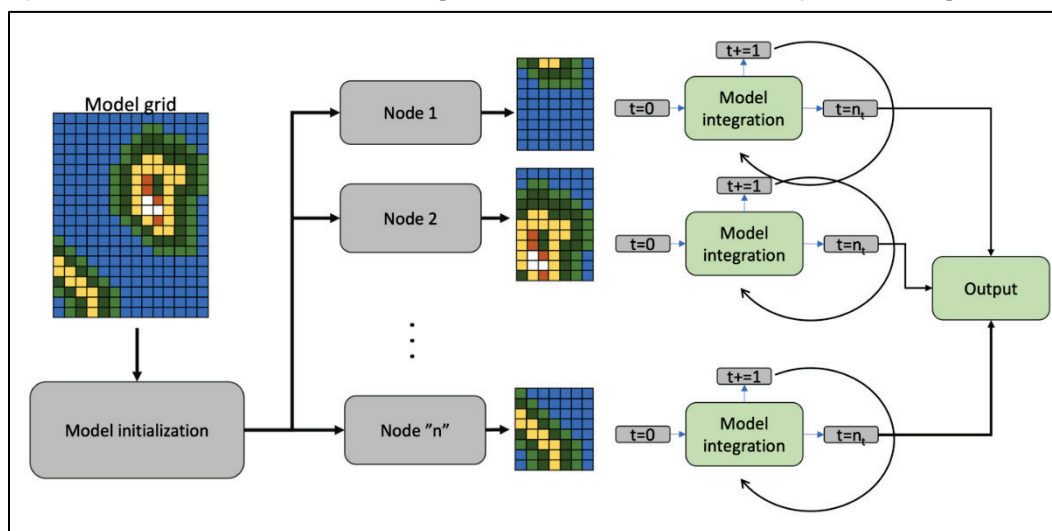 Model grid
Model initialization
Node 1
Node 2
Node ”n”
t=0
t+=1
Model
integration
t=nₜ
t=0
t+=1
Model
integration
t=nₜ
t=0
t+=1
Model
integration
t=nₜ
Output